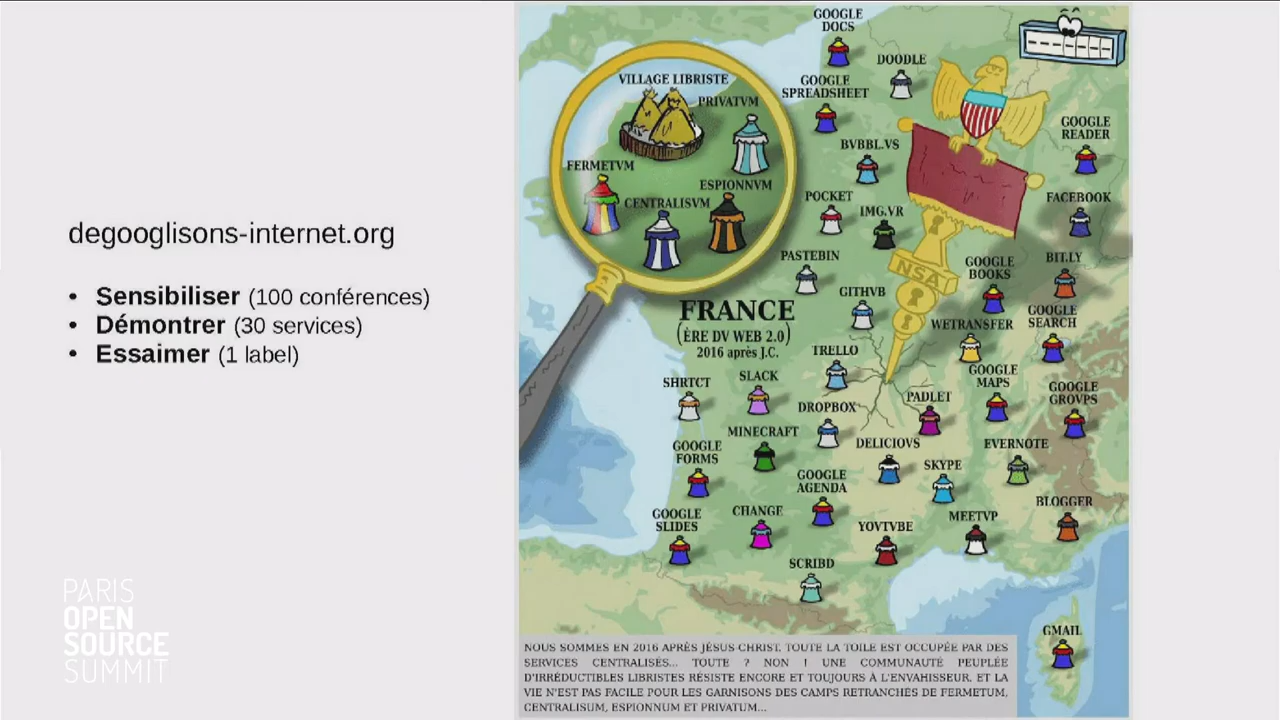 degooglisons-internet.org
• Sensibiliser (100 conférences)
• Démontrer (30 services)
• Essaimer (1 label)
PARIS
OPEN
SOURCE
SUMMIT
GOOGLE
DOCS
DOODLE
GOOGLE
SPREADSHEET
VILLAGE LIBRISTE
PRIVATVM
FERMETVM
ESPIONNVM
CENTRALISVM
GOOGLE
READER
BVBBL.VS
POCKET
IMG.VR
FACEBOOK
PASTEBIN
NSA
GOOGLE
BOOKS
BIT.LY
GITHVB
FRANCE
(ÈRE DV WEB 2.0)
2016 après J.C.
WETRANSFER
GOOGLE
SEARCH
TRELLO
SHRTCT
SLACK
GOOGLE
MAPS
GOOGLE
GROVPS
DROPBOX
PADLET
MINECRAFT
DELICIOVS
EVERNOTE
GOOGLE
FORMS
GOOGLE
AGENDA
SKYPE
GOOGLE
SLIDES
CHANGE
YOVTVBE
MEETVP
BLOGGER
SCRIBD
GMAIL
NOUS SOMMES EN 2016 APRÈS JÉSUS-CHRIST. TOUTE LA TOILE EST OCCUPÉE PAR DES
SERVICES CENTRALISÉS... TOUTE ? NON ! UNE COMMUNAUTÉ PEUPLÉE
D'IRRÉDUCTIBLES LIBRISTES RÉSISTE ENCORE ET TOUJOURS À L'ENVAHISSEUR. ET LA
VIE N'EST PAS FACILE POUR LES GARNISONS DES CAMPS RETRANCHÉS DE FERMETUM,
CENTRALISUM, ESPIONNUM ET PRIVATUM...